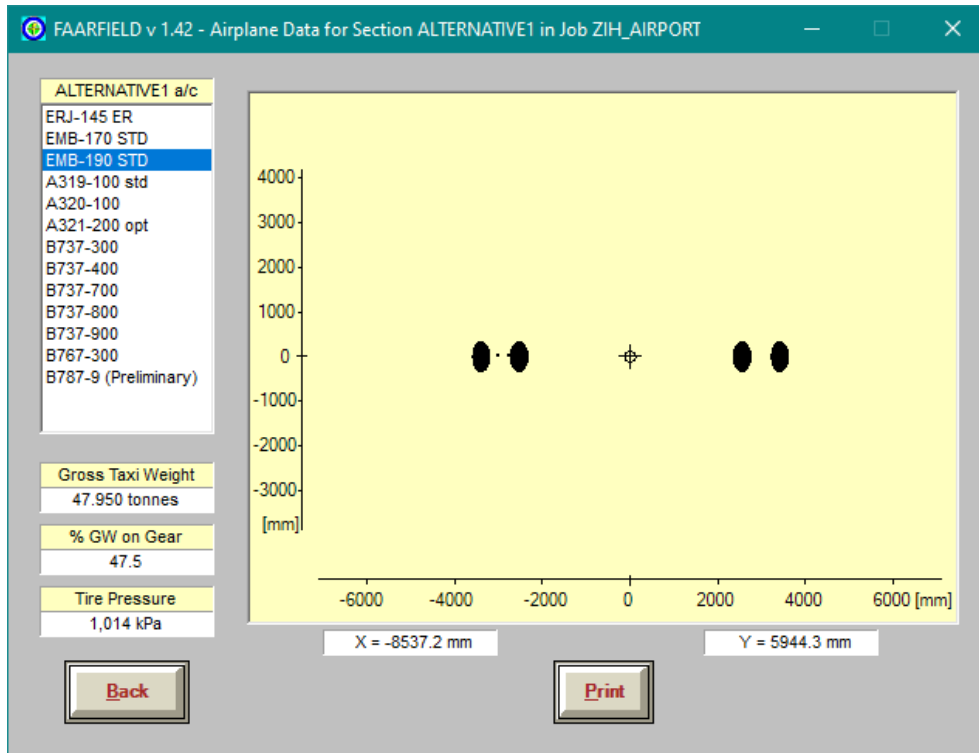 FAARFIELD v 1.42 - Airplane Data for Section ALTERNATIVE1 in Job ZIH_AIRPORT
ALTERNATIVE1 a/c
ERJ-145 ER
EMB-170 STD
EMB-190 STD
A319-100 std
A320-100
A321-200 opt
B737-300
B737-400
B737-700
B737-800
B737-900
B767-300
B787-9 (Preliminary)
Gross Taxi Weight
47.950 tonnes
% GW on Gear
47.5
Tire Pressure
1,014 kPa
4000
3000
2000
1000
0
-1000
-2000
-3000
[mm]
-6000 -4000 -2000 0 2000 4000 6000 [mm]
X = -8537.2 mm Y = 5944.3 mm
Back Print